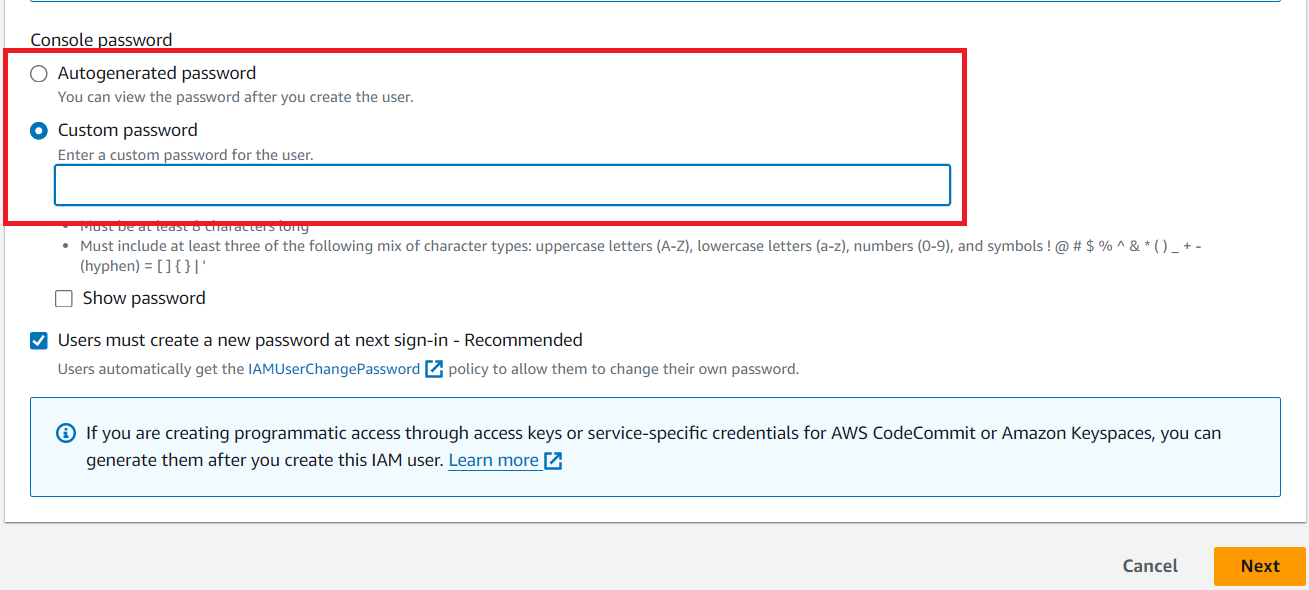 Console password
Autogenerated password
You can view the password after you create the user.
Custom password
Enter a custom password for the user.
Must be at least 8 characters long
Must include at least three of the following mix of character types: uppercase letters (A-Z), lowercase letters (a-z), numbers (0-9), and symbols ! @ # $ % ^ & * ( ) _ + -
(hyphen) = [ ] { } | '
Show password
Users must create a new password at next sign-in - Recommended
Users automatically get the IAMUserChangePassword policy to allow them to change their own password.
If you are creating programmatic access through access keys or service-specific credentials for AWS CodeCommit or Amazon Keyspaces, you can
generate them after you create this IAM user. Learn more
Cancel
Next